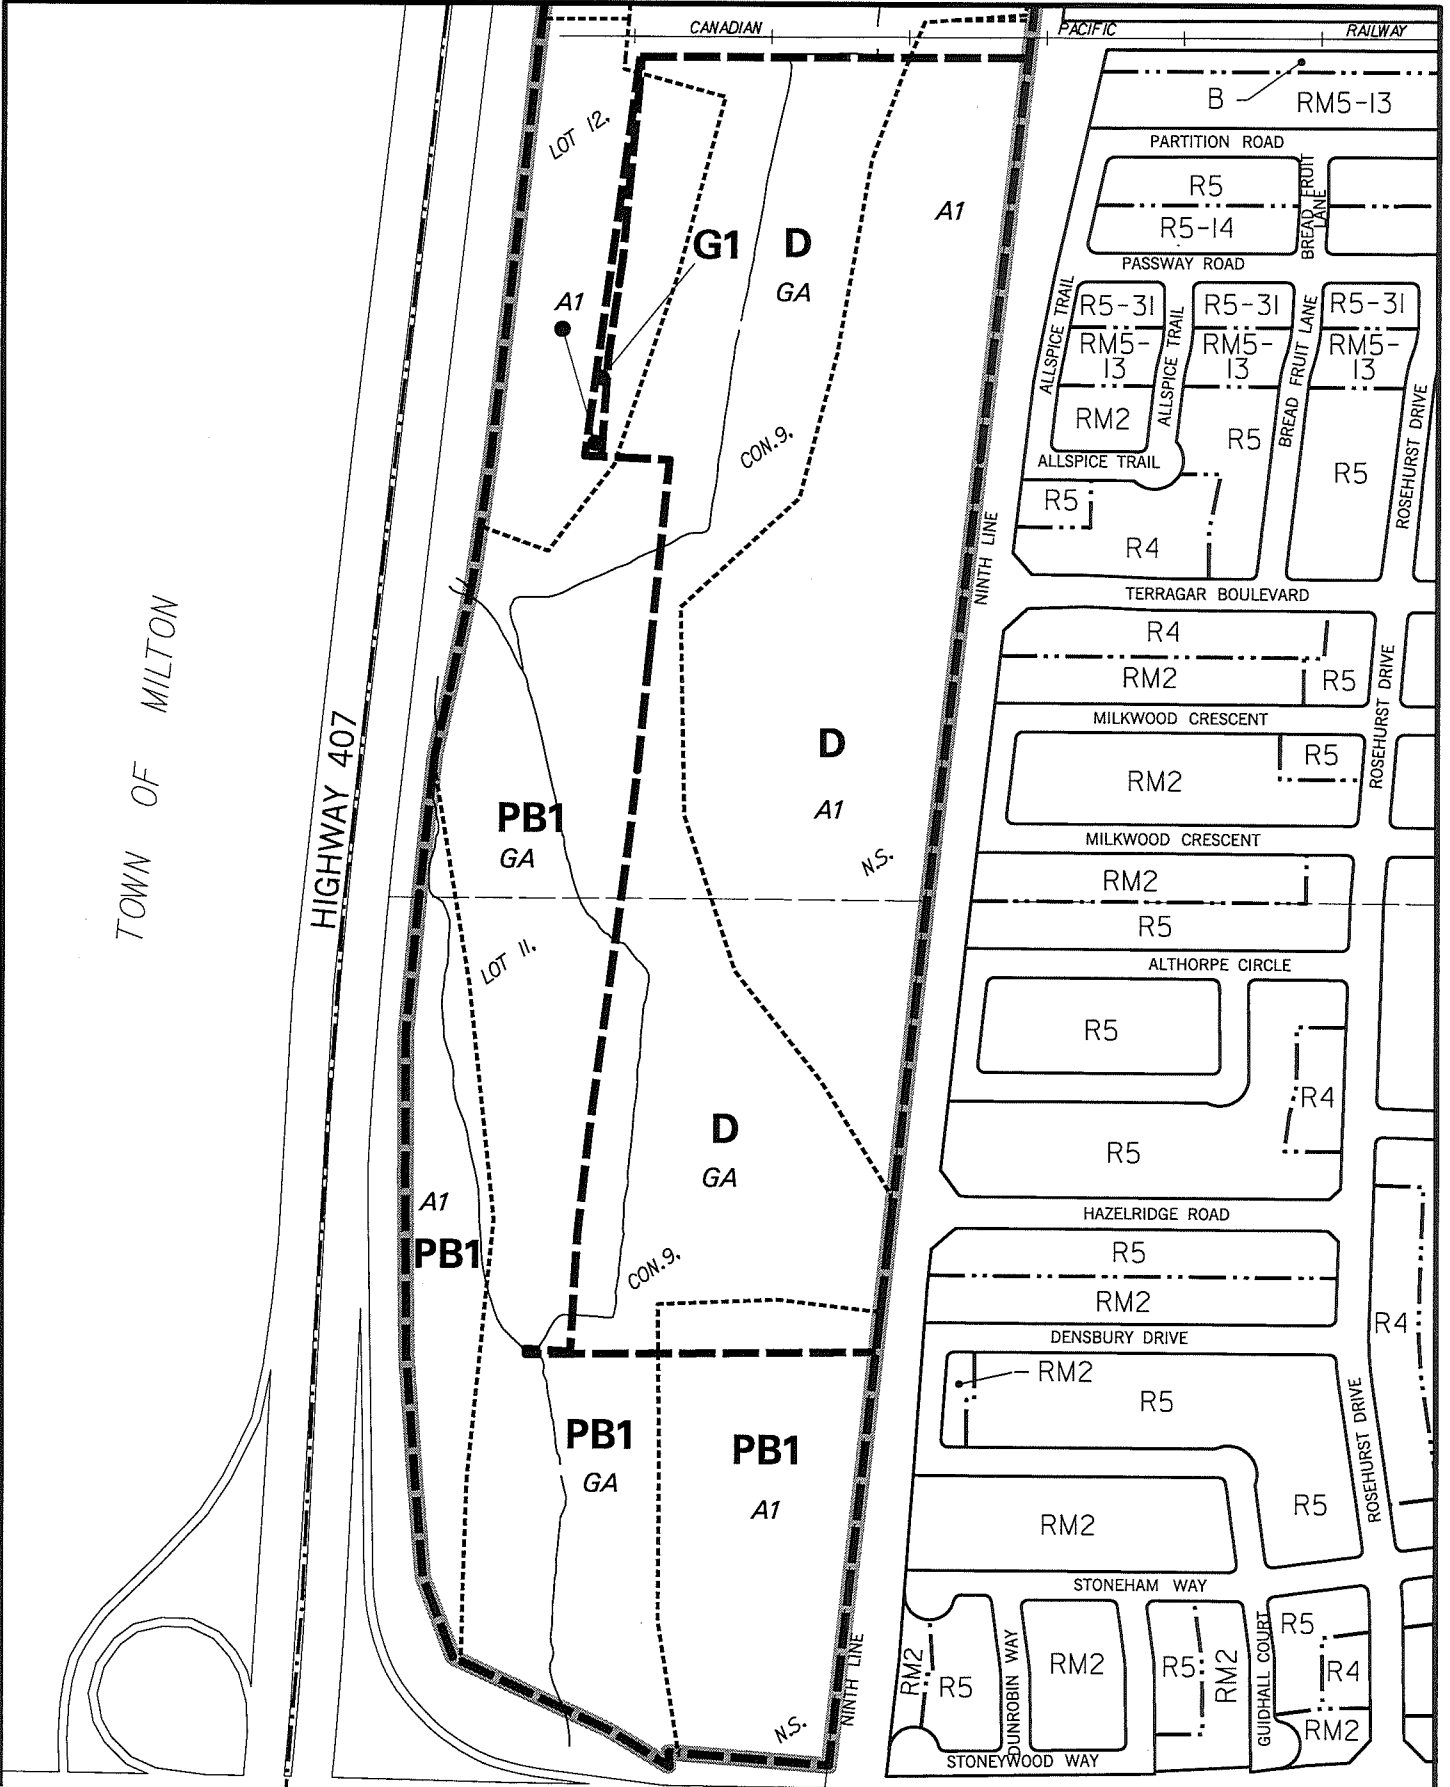 CANADIAN PACIFIC RAILWAY
B RM5-13
LOT 12.
PARTITION ROAD
R5
BREAD FRUIT LANE
R5-14
A1
G1 D
GA
PASSWAY ROAD
A1
ALLSPICE TRAIL
R5-31
ALLSPICE TRAIL
R5-31
BREAD FRUIT LANE
R5-31
RM5-13
RM5-13
RM5-13
RM2
R5
ROSEHURST DRIVE
CON.9.
ALLSPICE TRAIL
R5
R5
R4
NINTH LINE
TERRAGAR BOULEVARD
TOWN OF MILTON
R4
RM2
R5
ROSEHURST DRIVE
HIGHWAY 407
MILKWOOD CRESCENT
D
A1
R5
RM2
PB1
GA
MILKWOOD CRESCENT
N.S.
RM2
R5
LOT 11.
ALTHORPE CIRCLE
R5
R4
D
GA
R5
A1
PB1
HAZELRIDGE ROAD
R5
CON.9.
RM2
R4
DENSBURY DRIVE
RM2
R5
ROSEHURST DRIVE
PB1
GA
PB1
A1
R5
RM2
STONEHAM WAY
NINTH LINE
RM2
R5
DUNROBIN WAY
RM2
R5
RM2
GUIDHALL COURT
R5
R4
RM2
N.S.
STONEYWOOD WAY